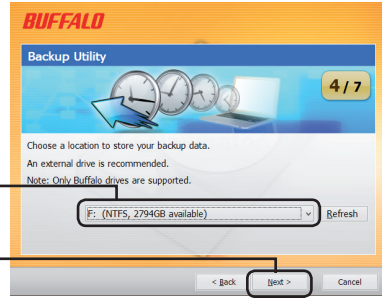 BUFFALO
Backup Utility
4 / 7
Choose a location to store your backup data.
An external drive is recommended.
Note: Only Buffalo drives are supported.
F: (NTFS, 2794GB available)
Refresh
< Back
Next >
Cancel